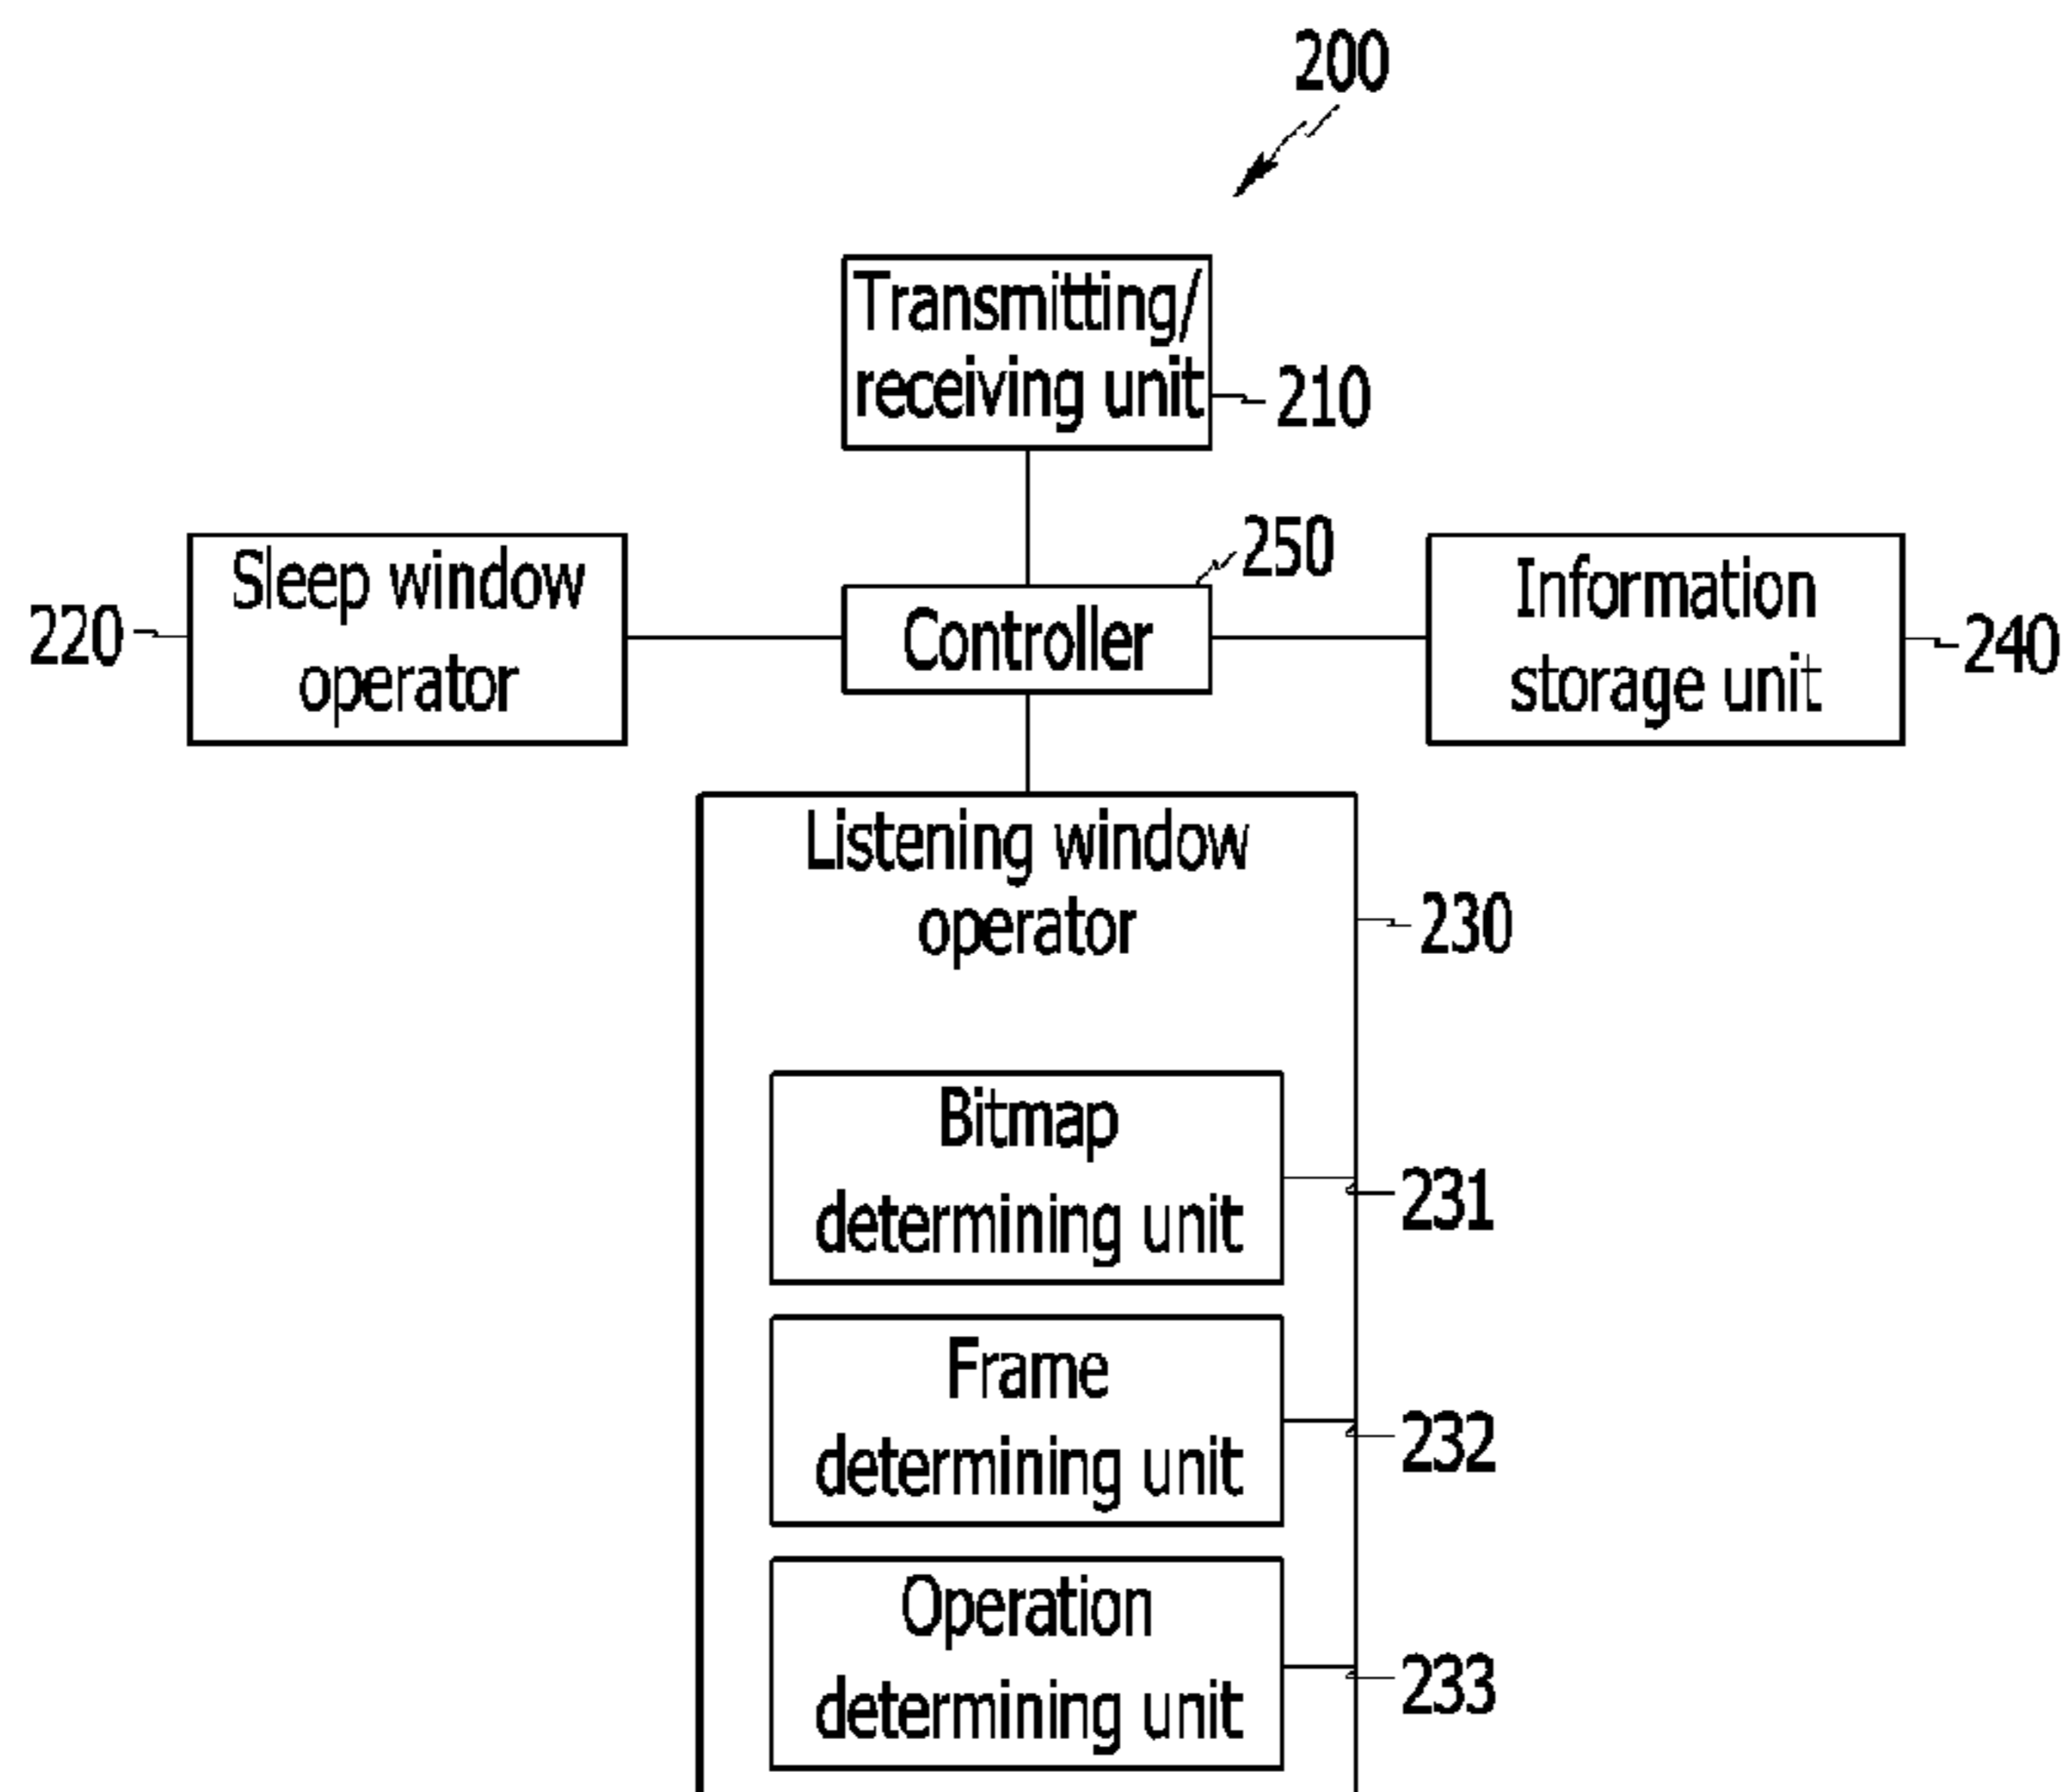 200
Transmitting/
receiving unit
210
250
Sleep window
operator
220
Controller
Information
storage unit
240
Listening window
operator
230
Bitmap
determining unit
231
Frame
determining unit
232
Operation
determining unit
233